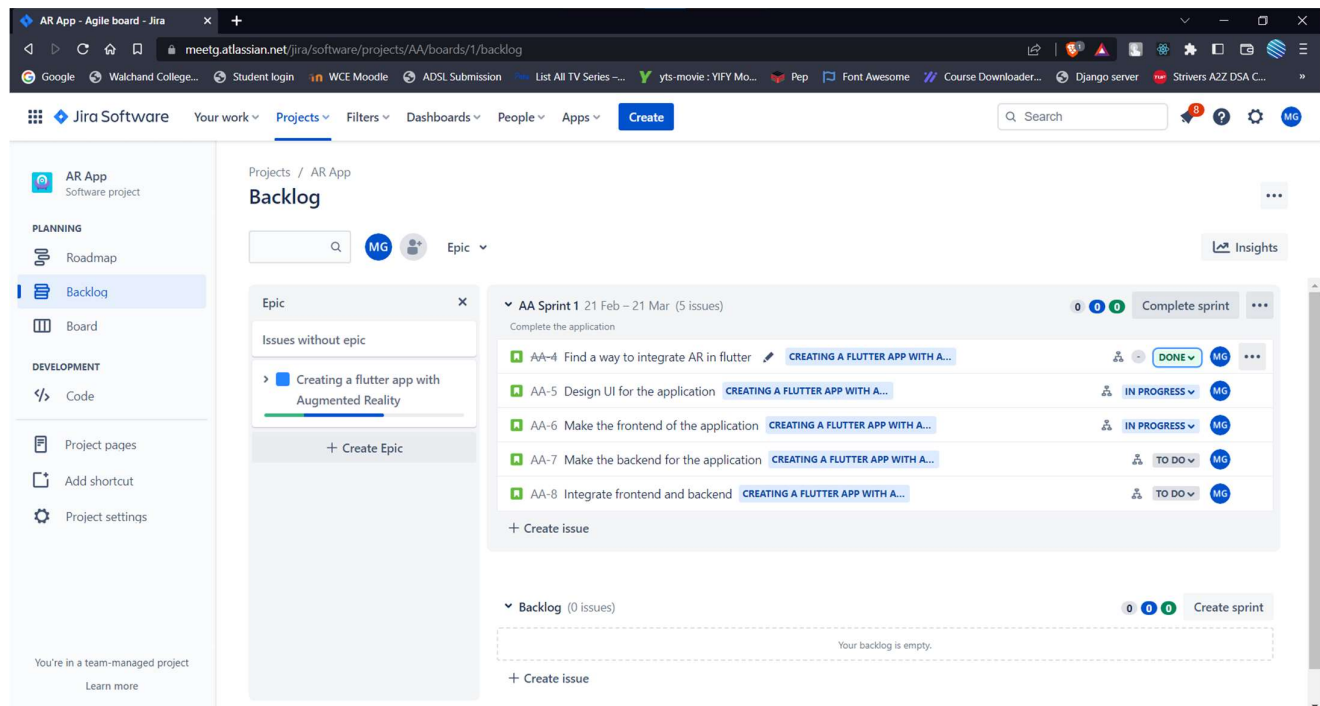 AR App - Agile board - Jira
meetg.atlassian.net/jira/software/projects/AA/boards/1/backlog
Google Walchand College... Student login WCE Moodle ADSL Submission List All TV Series –... yts-movie : YIFY Mo... Pep Font Awesome Course Downloader... Django server Strivers A2Z DSA C... »
Jira Software Your work Projects Filters Dashboards People Apps Create Search 8 MG
AR App
Software project
PLANNING
Roadmap
Backlog
Board
DEVELOPMENT
Code
Project pages
Add shortcut
Project settings
You're in a team-managed project
Learn more
Projects / AR App
Backlog
MG Epic Insights
Epic
Issues without epic
Creating a flutter app with
Augmented Reality
+ Create Epic
AA Sprint 1 21 Feb – 21 Mar (5 issues) 0 0 0 Complete sprint
Complete the application
AA-4 Find a way to integrate AR in flutter CREATING A FLUTTER APP WITH A... - DONE MG
AA-5 Design UI for the application CREATING A FLUTTER APP WITH A... IN PROGRESS MG
AA-6 Make the frontend of the application CREATING A FLUTTER APP WITH A... IN PROGRESS MG
AA-7 Make the backend for the application CREATING A FLUTTER APP WITH A... TO DO MG
AA-8 Integrate frontend and backend CREATING A FLUTTER APP WITH A... TO DO MG
+ Create issue
Backlog (0 issues) 0 0 0 Create sprint
Your backlog is empty.
+ Create issue